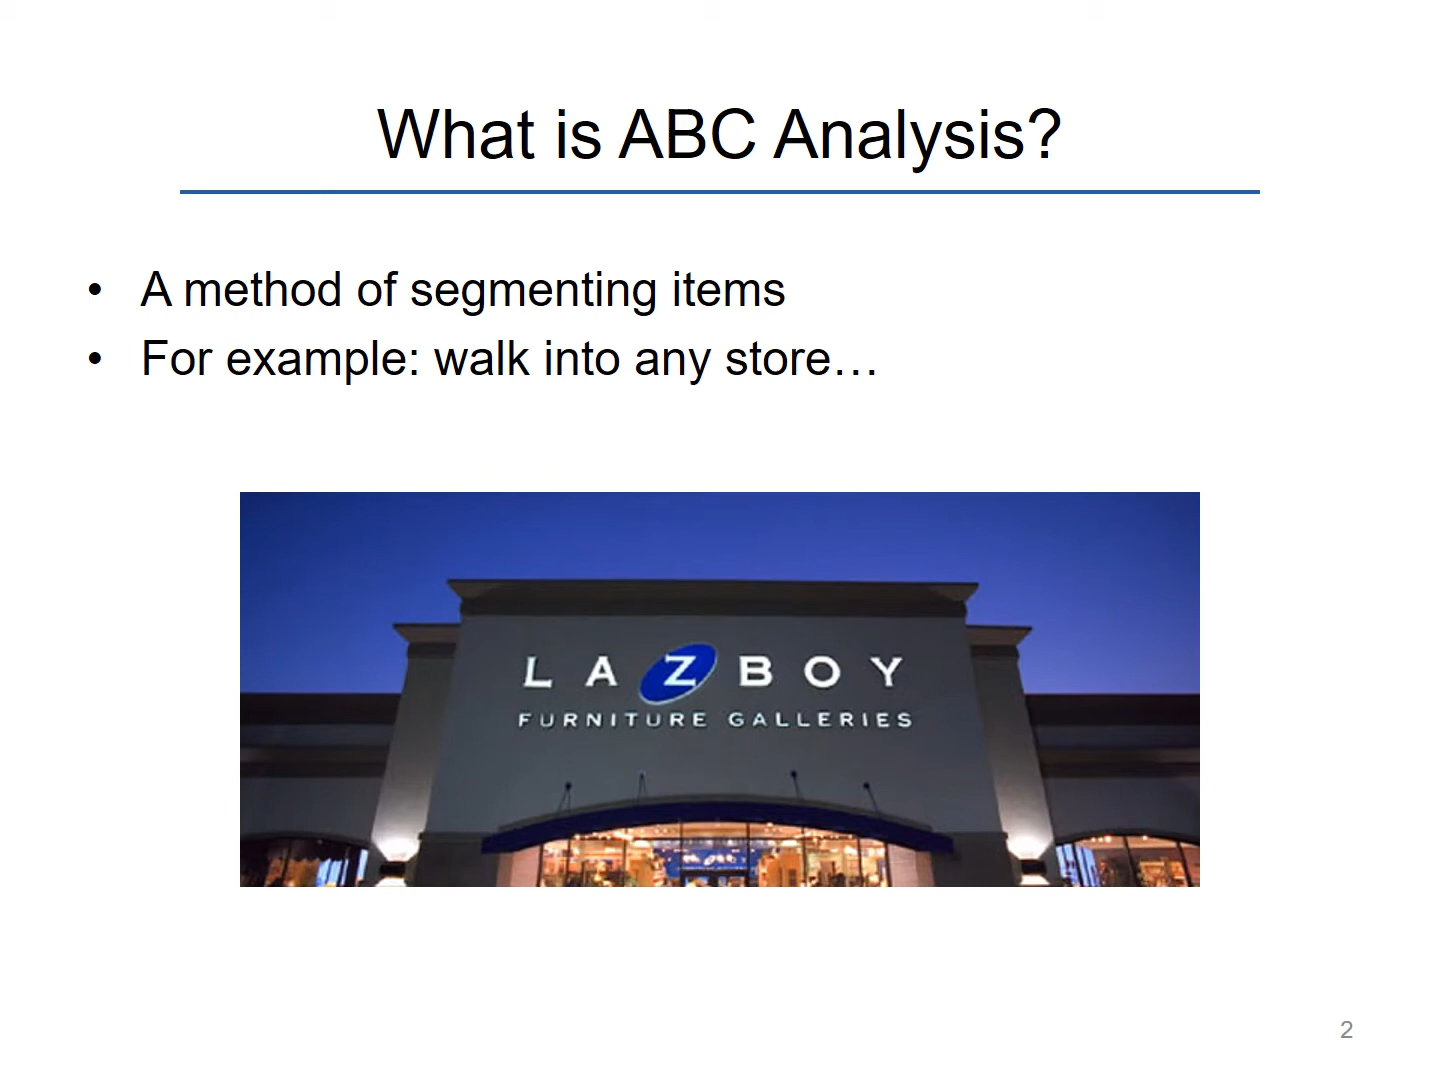 What is ABC Analysis?
• A method of segmenting items
• For example: walk into any store…
LAZBOY
FURNITURE GALLERIES
2